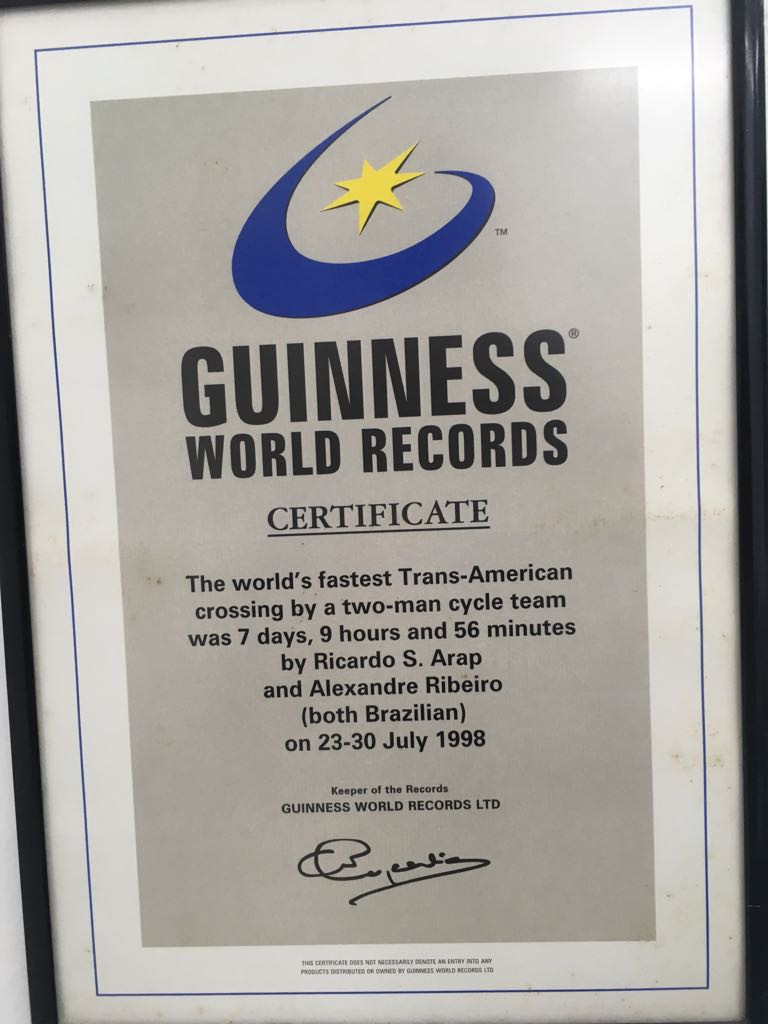 TM
GUINNESS®
WORLD RECORDS
CERTIFICATE
The world's fastest Trans-American
crossing by a two-man cycle team
was 7 days, 9 hours and 56 minutes
by Ricardo S. Arap
and Alexandre Ribeiro
(both Brazilian)
on 23-30 July 1998
Keeper of the Records
GUINNESS WORLD RECORDS LTD
THIS CERTIFICATE DOES NOT NECESSARILY DENOTE AN ENTRY INTO ANY
PRODUCTS DISTRIBUTED OR OWNED BY GUINNESS WORLD RECORDS LTD